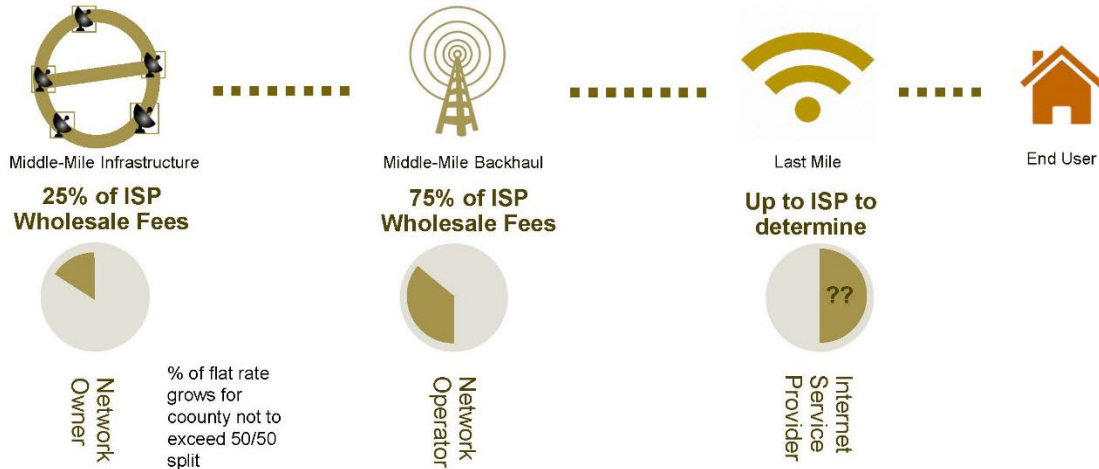 Middle-Mile Infrastructure
Middle-Mile Backhaul
Last Mile
End User
25% of ISP
Wholesale Fees
75% of ISP
Wholesale Fees
Up to ISP to
determine
??
Network
Owner
% of flat rate
grows for
coounty not to
exceed 50/50
split
Network
Operator
Internet
Service
Provider